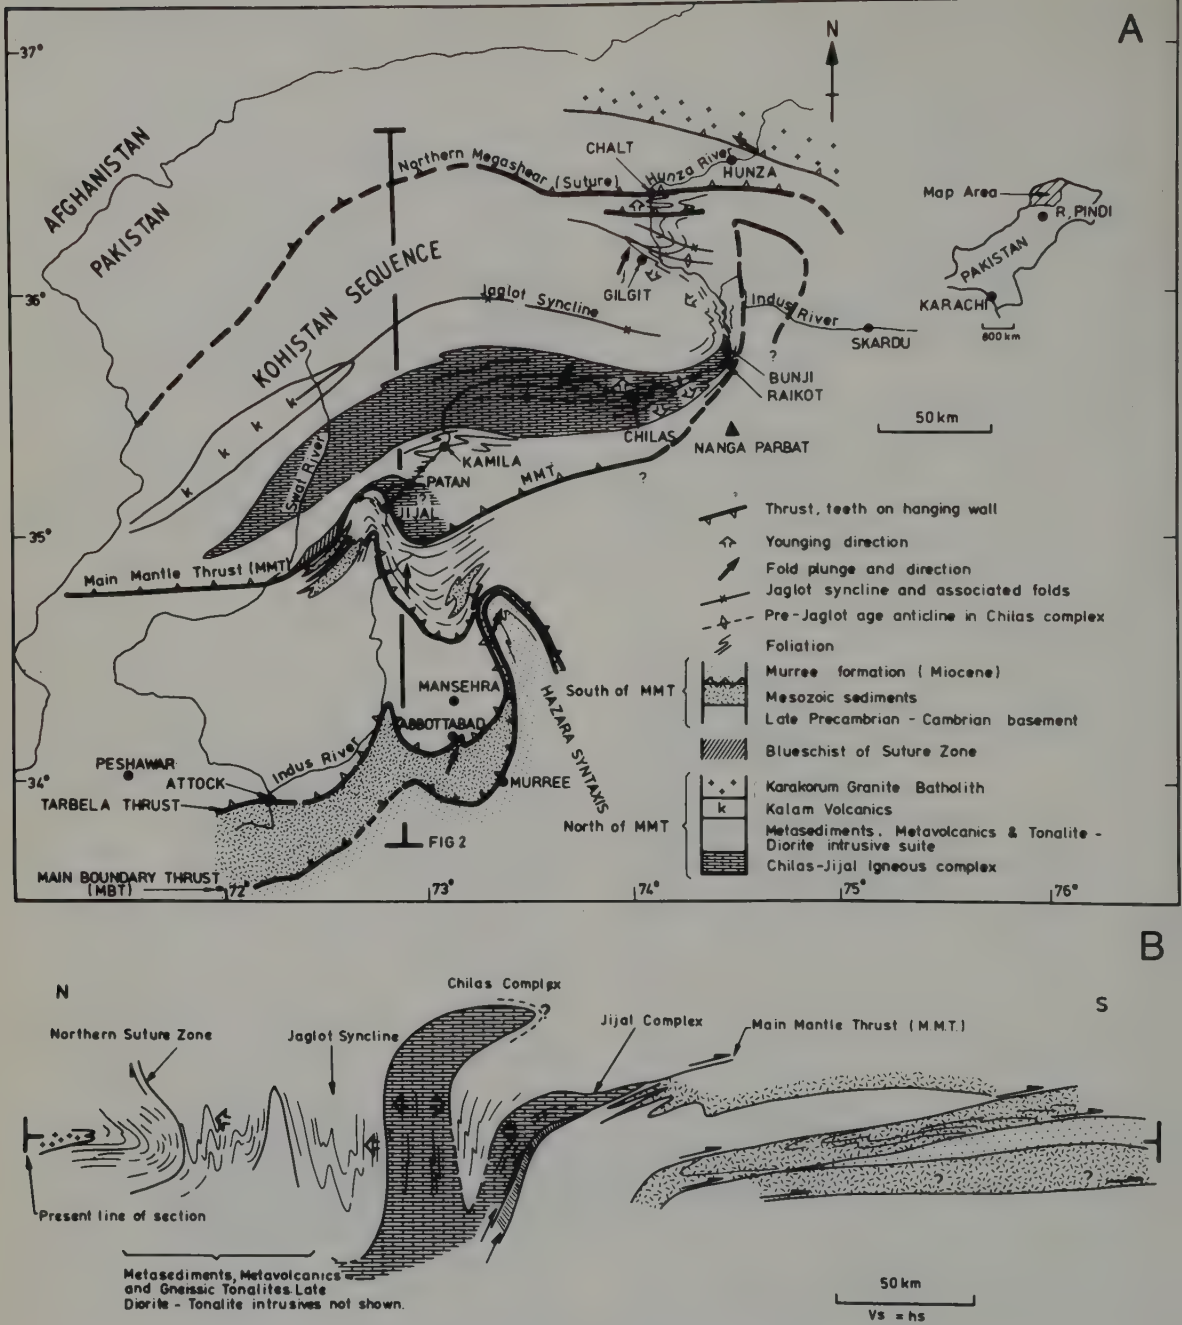 A
N
37°
36°
35°
34°
72°
73°
74°
75°
76°
AFGHANISTAN
PAKISTAN
KOHISTAN SEQUENCE
Northern Megashear (Suture)
CHALT
Hunza River
HUNZA
GILGIT
Jaglot Syncline
Indus River
SKARDU
?
BUNJI
RAIKOT
NANGA PARBAT
CHILAS
k
k
k
k
Swat River
KAMILA
PATAN
?
JIJAL
MMT
?
Main Mantle Thrust (MMT)
MANSEHRA
ABBOTTABAD
HAZARA SYNTAXIS
PESHAWAR
ATTOCK
Indus River
TARBELA THRUST
MURREE
FIG 2
MAIN BOUNDARY THRUST
(MBT)
Map Area
R. PINDI
PAKISTAN
KARACHI
800 km
50 km
Thrust, teeth on hanging wall
Younging direction
Fold plunge and direction
Jaglot syncline and associated folds
Pre-Jaglot age anticline in Chilas complex
Foliation
South of MMT
Murree formation (Miocene)
Mesozoic sediments
Late Precambrian - Cambrian basement
Blueschist of Suture Zone
North of MMT
Karakorum Granite Batholith
k Kalam Volcanics
Metasediments. Metavolcanics & Tonalite -
Diorite intrusive suite
Chilas-Jijal Igneous complex
B
N
S
Chilas Complex
?
Northern Suture Zone
Jaglot Syncline
Jijal Complex
Main Mantle Thrust (M.M.T.)
Present line of section
?
?
Metasediments, Metavolcanics
and Gneissic Tonalites. Late
Diorite - Tonalite intrusives not shown.
50 km
Vs = hs